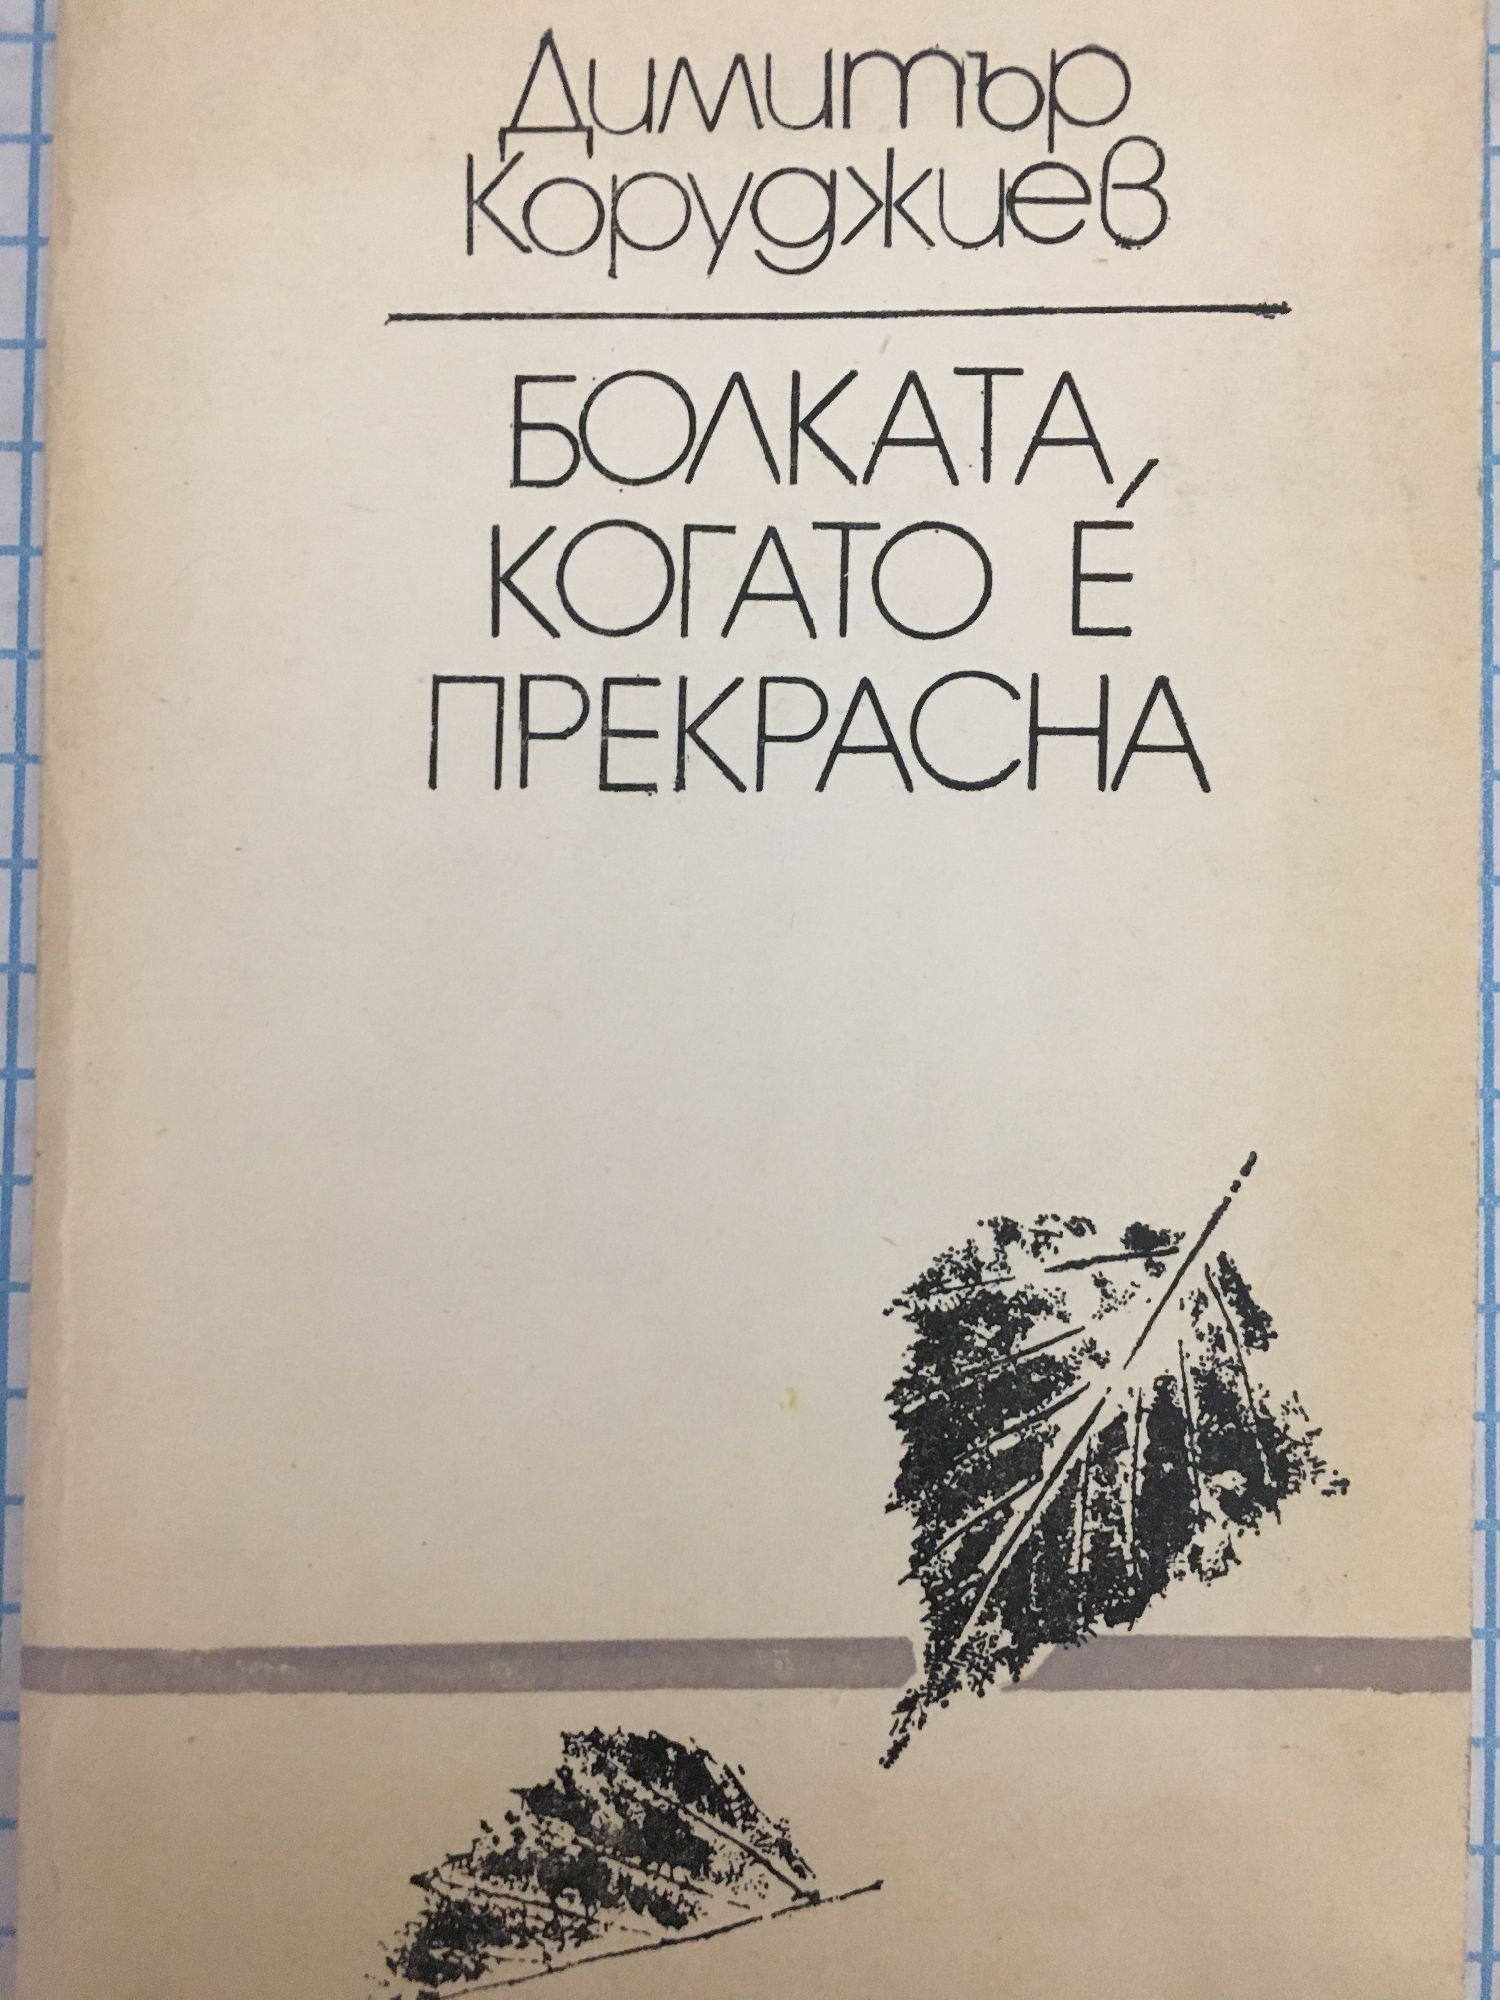 Димитър
Коруджиев
БОЛКАТА,
КОГАТО Е
ПРЕКРАСНА